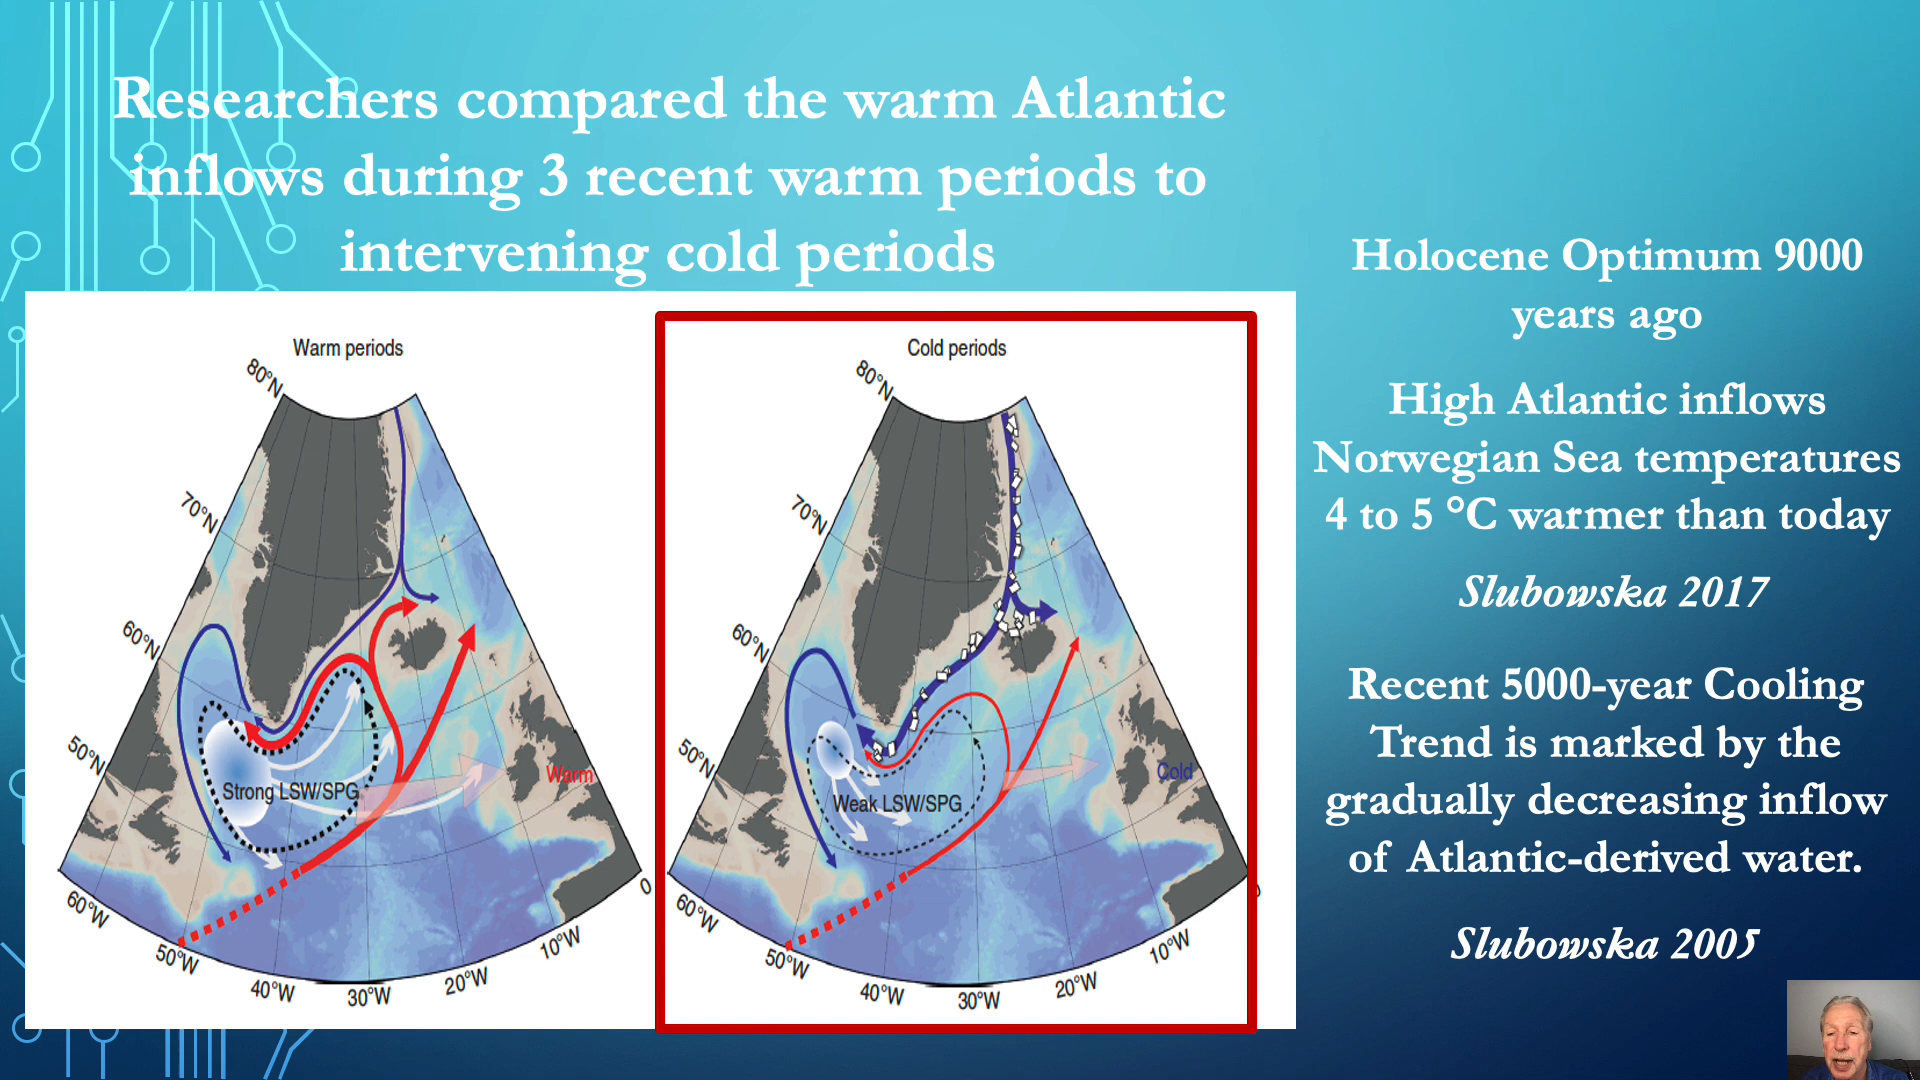 Researchers compared the warm Atlantic
inflows during 3 recent warm periods to
intervening cold periods
Warm periods
80°N
70°N
60°N
50°N
60°W
50°W
40°W
30°W
20°W
10°W
0
Strong LSW/SPG
Warm
Cold periods
80°N
70°N
60°N
50°N
60°W
50°W
40°W
30°W
20°W
10°W
Weak LSW/SPG
Cold
Holocene Optimum 9000
years ago
High Atlantic inflows
Norwegian Sea temperatures
4 to 5 °C warmer than today
Slubowska 2017
Recent 5000-year Cooling
Trend is marked by the
gradually decreasing inflow
of Atlantic-derived water.
Slubowska 2005